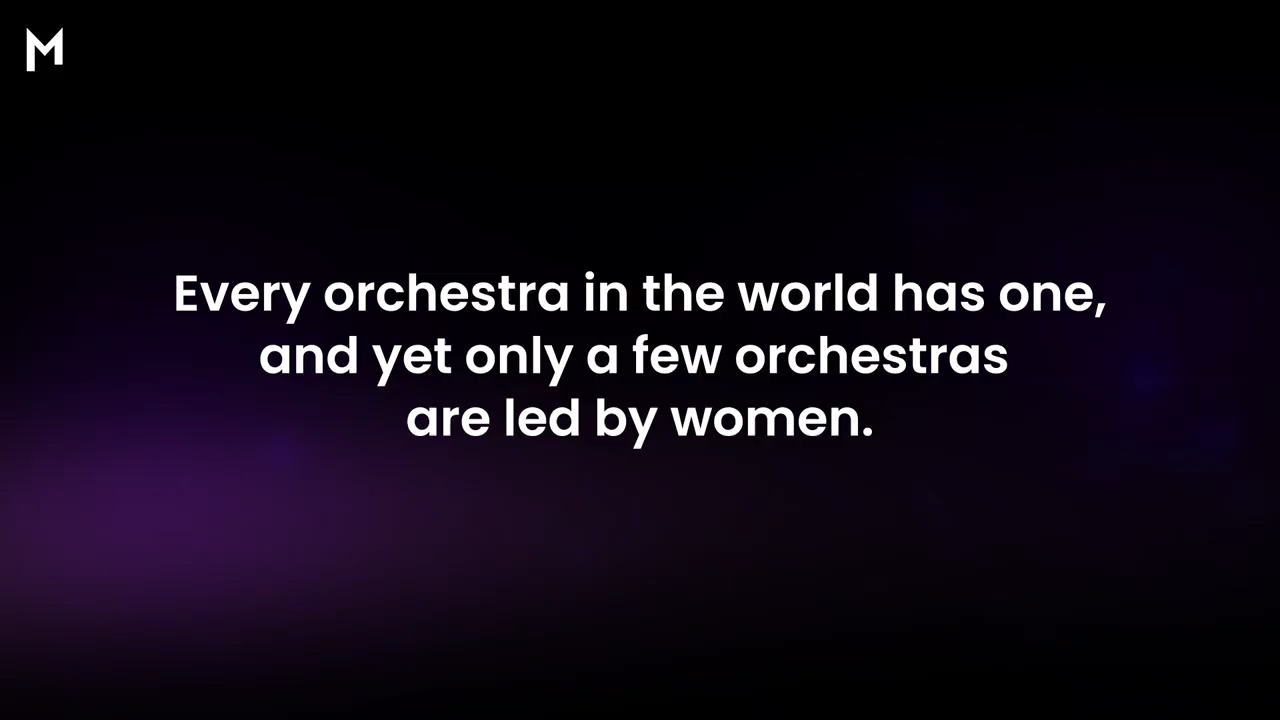 M
Every orchestra in the world has one,
and yet only a few orchestras
are led by women.